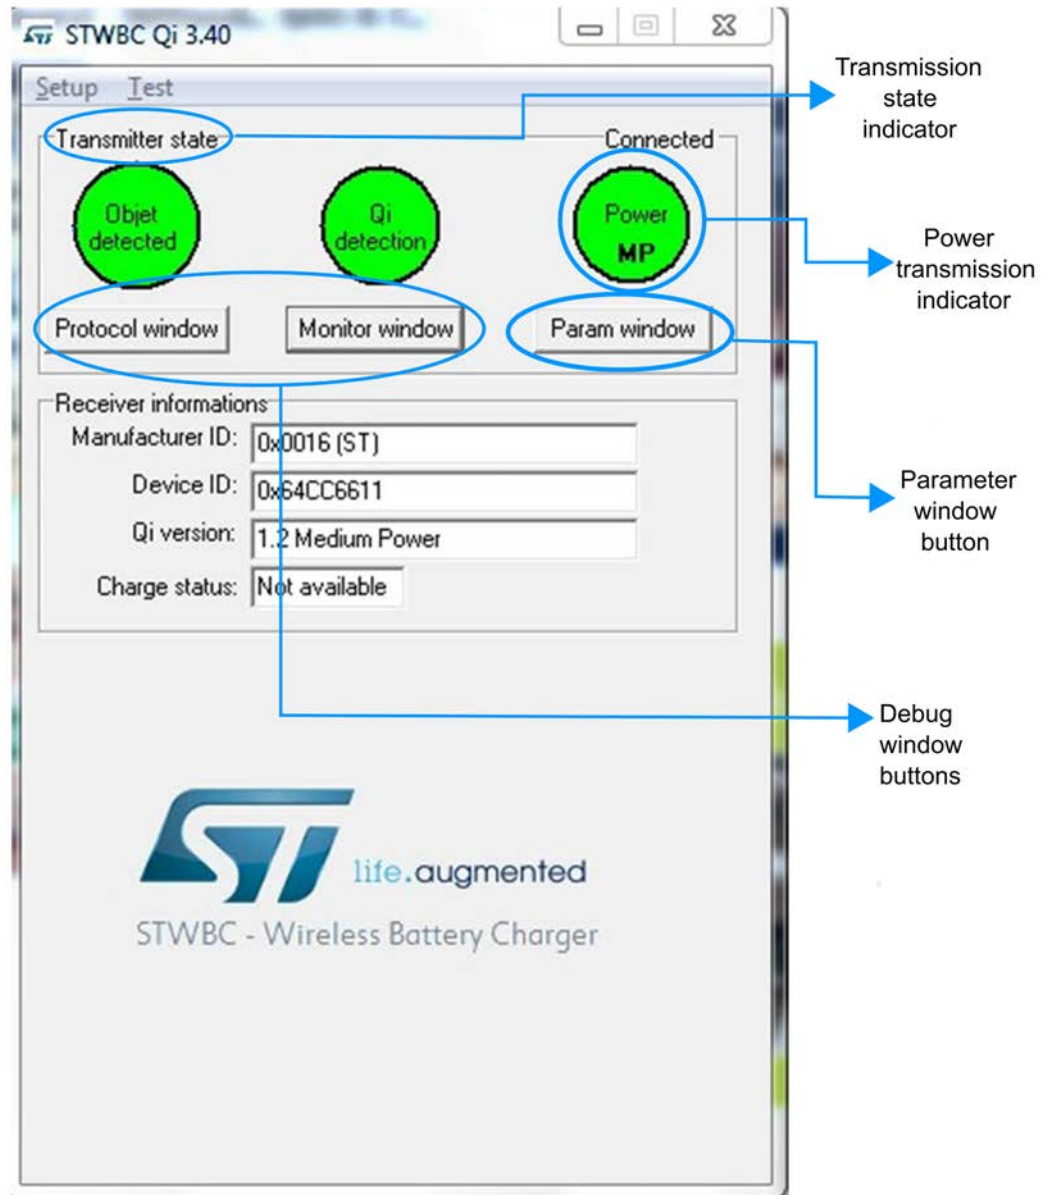 STWBC Qi 3.40
Setup Test
Transmitter state
Connected
Objet
detected
Qi
detection
Power
MP
Protocol window
Monitor window
Param window
Receiver informations
Manufacturer ID:
0x0016 (ST)
Device ID:
0x64CC6611
Qi version:
1.2 Medium Power
Charge status:
Not available
ST
life.augmented
STWBC - Wireless Battery Charger
Transmission
state
indicator
Power
transmission
indicator
Parameter
window
button
Debug
window
buttons